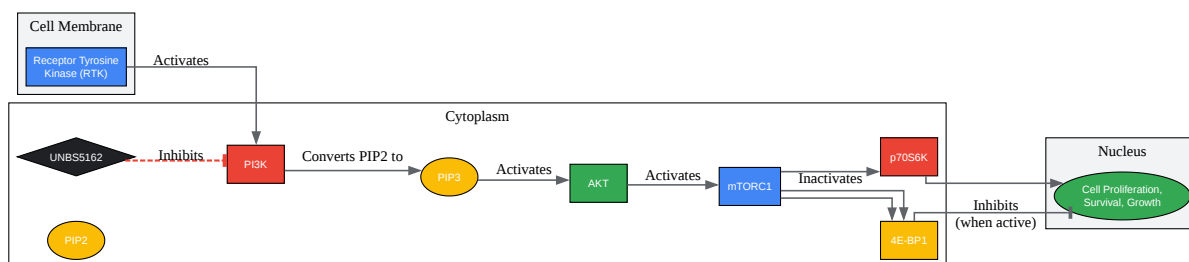 Cell Membrane
Receptor Tyrosine
Kinase (RTK)
Activates
Cytoplasm
UNBS5162
Inhibits
PI3K
Converts PIP2 to
PIP3
Activates
AKT
Activates
mTORC1
Inactivates
p70S6K
4E-BP1
PIP2
Inhibits
(when active)
Nucleus
Cell Proliferation,
Survival, Growth